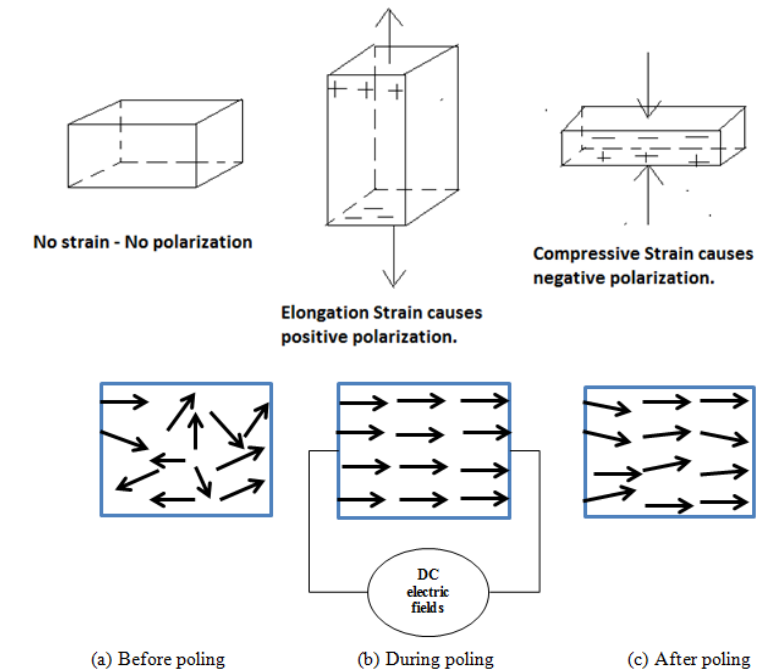 + + +
— — —
— — —
+ + +
No strain - No polarization
Elongation Strain causes
positive polarization.
Compressive Strain causes
negative polarization.
DC
electric
fields
(a) Before poling
(b) During poling
(c) After poling